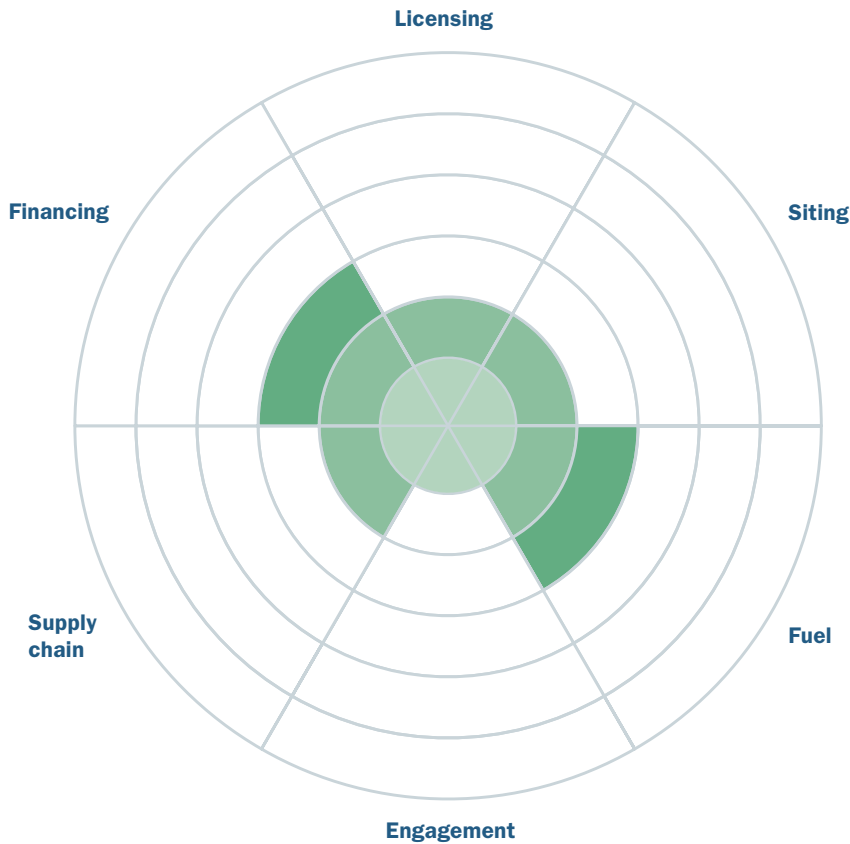 Licensing
Financing
Siting
Supply
chain
Fuel
Engagement